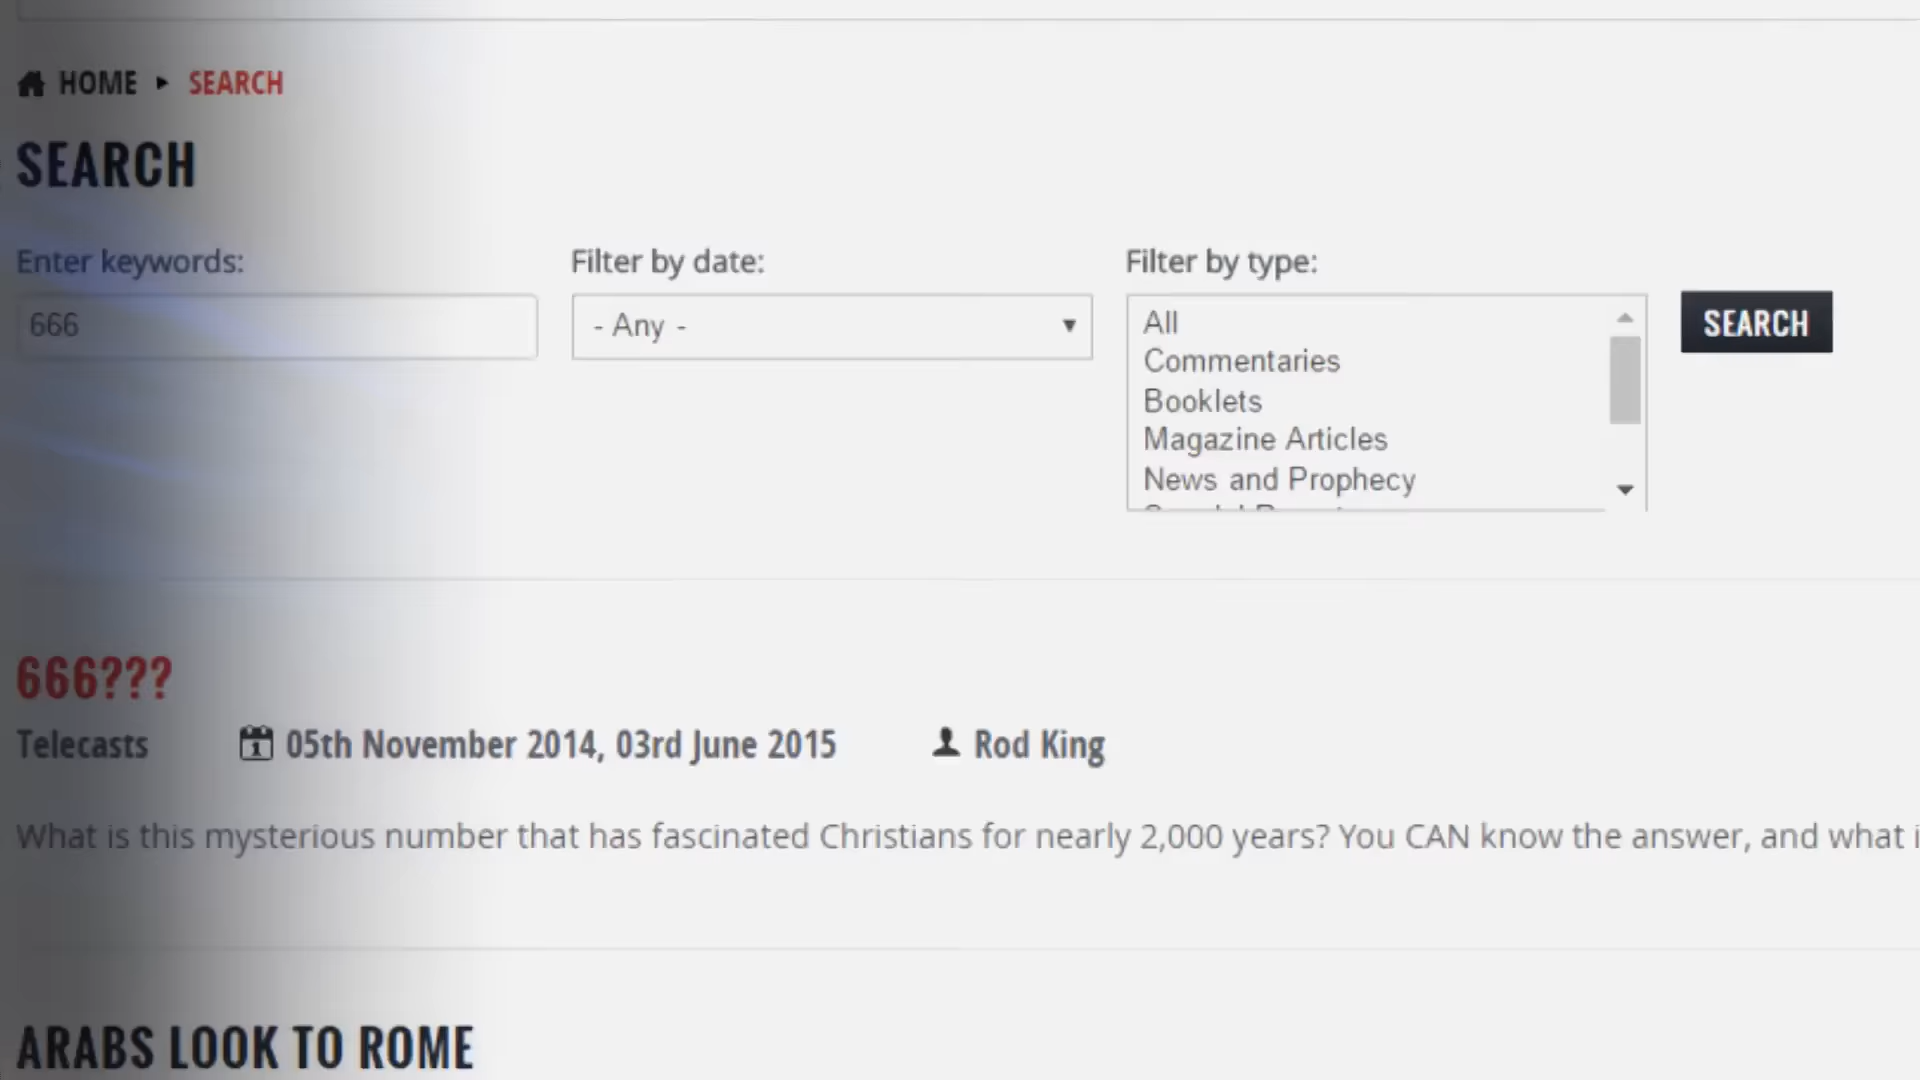 HOME ▸ SEARCH
SEARCH
Enter keywords: Filter by date: Filter by type:
666 - Any - All SEARCH
Commentaries
Booklets
Magazine Articles
News and Prophecy
666???
Telecasts 05th November 2014, 03rd June 2015 Rod King
What is this mysterious number that has fascinated Christians for nearly 2,000 years? You CAN know the answer, and what
ARABS LOOK TO ROME